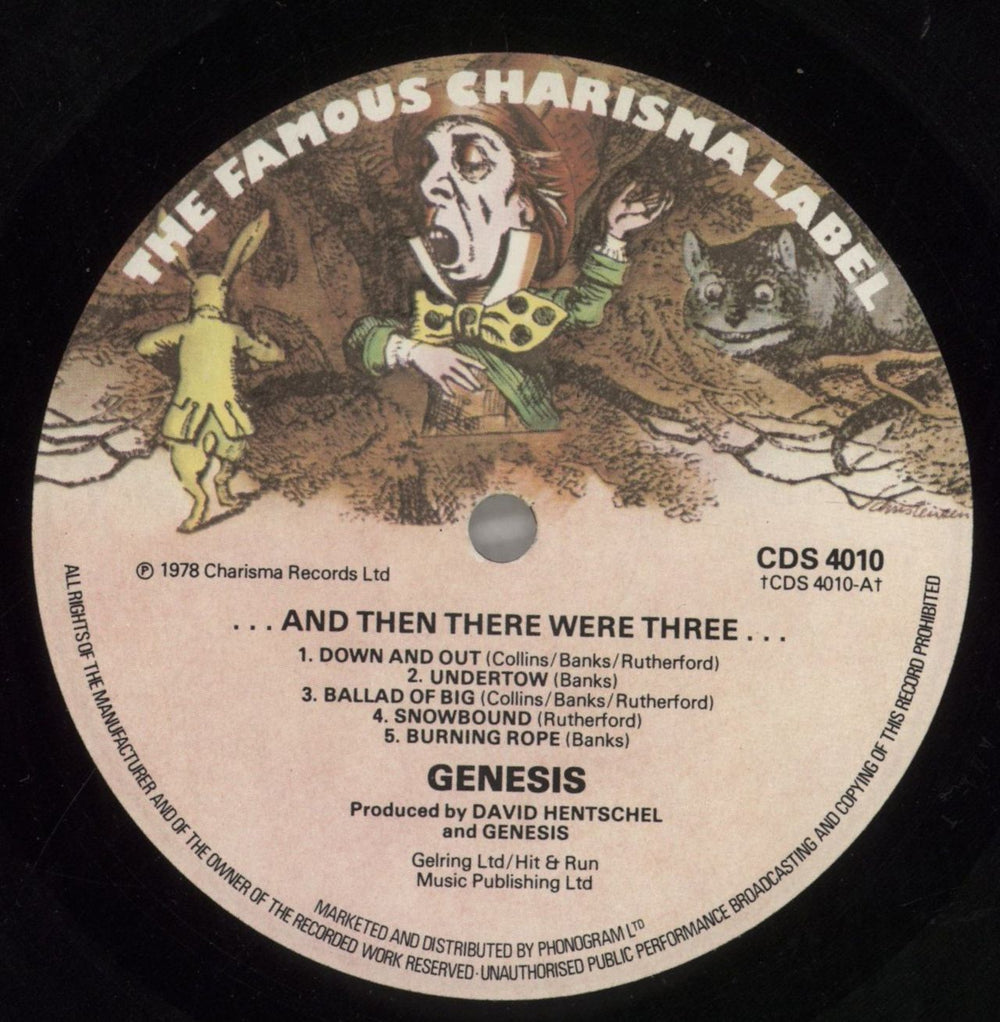 THE FAMOUS CHARISMA LABEL
Christensen
℗ 1978 Charisma Records Ltd
CDS 4010
†CDS 4010-A†
...AND THEN THERE WERE THREE...
1. DOWN AND OUT (Collins/Banks/Rutherford)
2. UNDERTOW (Banks)
3. BALLAD OF BIG (Collins/Banks/Rutherford)
4. SNOWBOUND (Rutherford)
5. BURNING ROPE (Banks)
GENESIS
Produced by DAVID HENTSCHEL
and GENESIS
Gelring Ltd/Hit & Run
Music Publishing Ltd
MARKETED AND DISTRIBUTED BY PHONOGRAM LTD
ALL RIGHTS OF THE MANUFACTURER AND OF THE OWNER OF THE RECORDED WORK RESERVED·UNAUTHORISED PUBLIC PERFORMANCE BROADCASTING AND COPYING OF THIS RECORD PROHIBITED